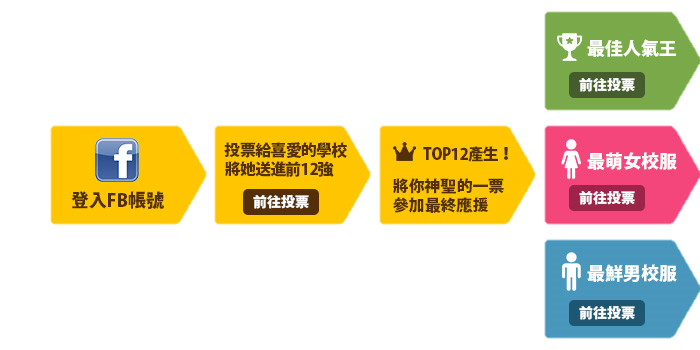 登入FB帳號
投票給喜愛的學校
將她送進前12強
前往投票
TOP12產生！
將你神聖的一票
參加最終應援
最佳人氣王
前往投票
最萌女校服
前往投票
最鮮男校服
前往投票